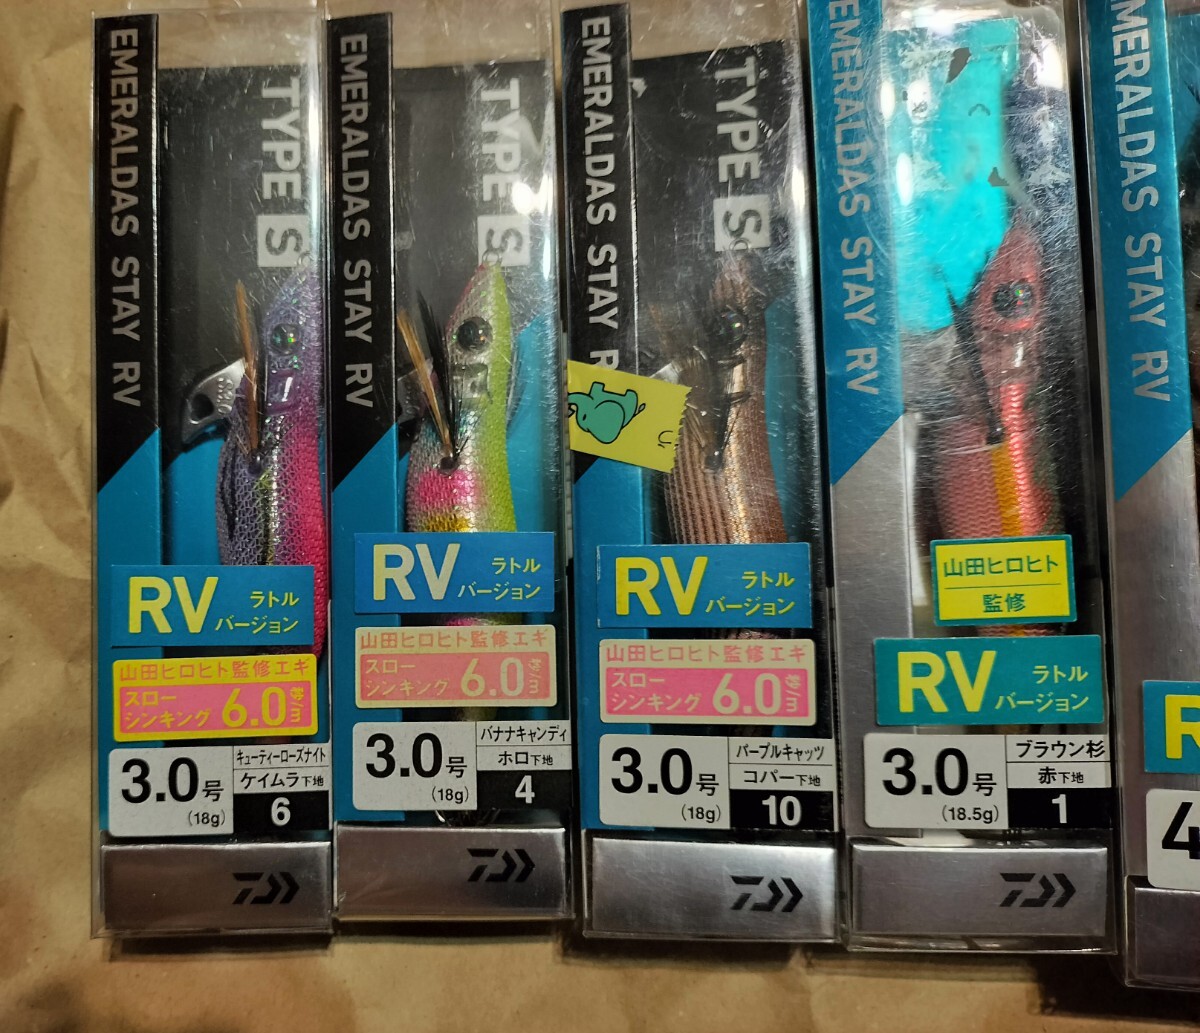 EMERALDAS STAY RV
TYPE S
RV
ラトル
バージョン
山田ヒロヒト監修エギ
スロー
シンキング
6.0秒/m
3.0号
(18g)
キューティーローズナイト
ケイムラ下地
6
EMERALDAS STAY RV
TYPE S
RV
ラトル
バージョン
山田ヒロヒト監修エギ
スロー
シンキング
6.0秒/m
3.0号
(18g)
バナナキャンディ
ホロ下地
4
EMERALDAS STAY R
TYPE S
RV
ラトル
バージョン
山田ヒロヒト監修エギ
スロー
シンキング
6.0秒/m
3.0号
(18g)
パープルキャッツ
コパー下地
10
EMERALDAS STAY RV
山田ヒロヒト
監修
RV
ラトル
バージョン
3.0号
(18.5g)
ブラウン杉
赤下地
1
EMERALDAS STAY RV
R
4